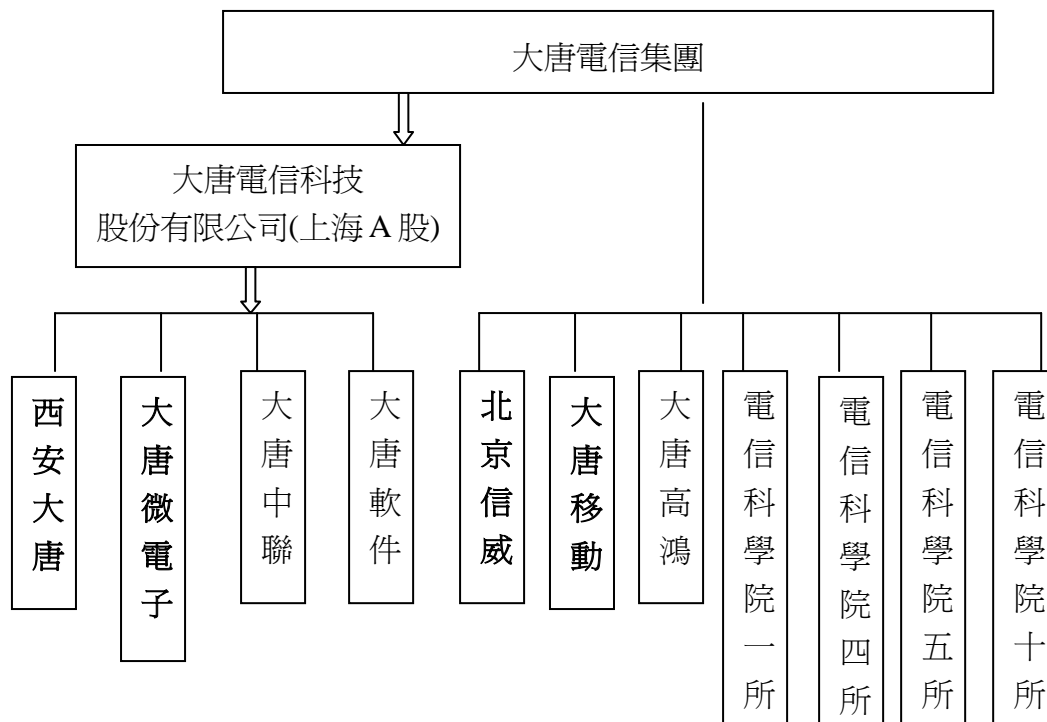 大唐電信集團
大唐電信科技
股份有限公司(上海A股)
西安大唐
大唐微電子
大唐中聯
大唐軟件
北京信威
大唐移動
大唐高鴻
電信科學院一所
電信科學院四所
電信科學院五所
電信科學院十所